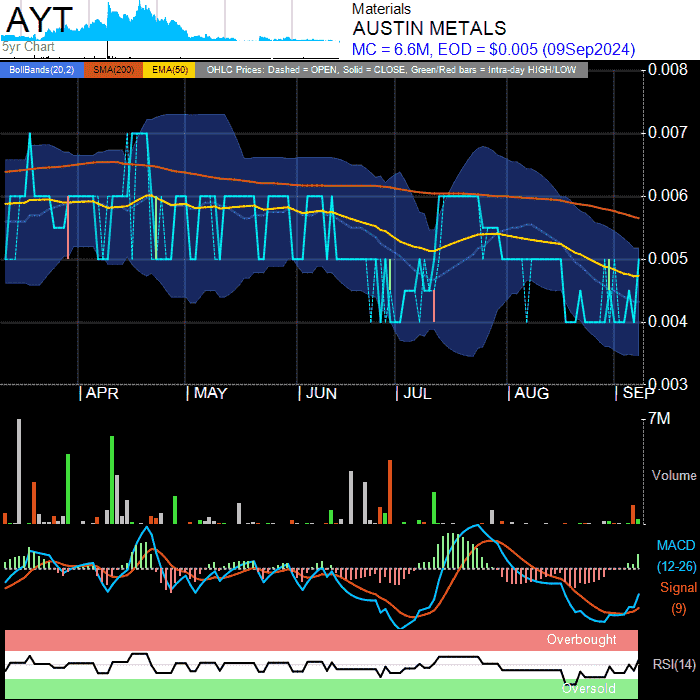 AYT
5yr Chart
Materials
AUSTIN METALS
MC = 6.6M, EOD = $0.005 (09Sep2024)
BollBands(20,2) SMA(200) EMA(50) OHLC Prices: Dashed = OPEN, Solid = CLOSE, Green/Red bars = Intra-day HIGH/LOW
0.008
0.007
0.006
0.005
0.004
0.003
APR MAY JUN JUL AUG SEP
7M
Volume
MACD
(12-26)
Signal
(9)
Overbought
RSI(14)
Oversold